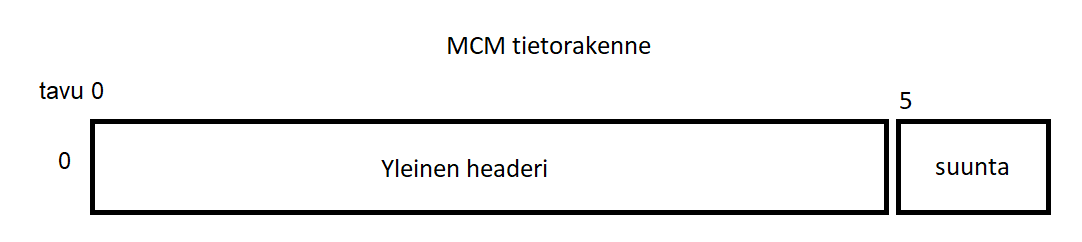 MCM tietorakenne
tavu 0
5
0
Yleinen headeri
suunta